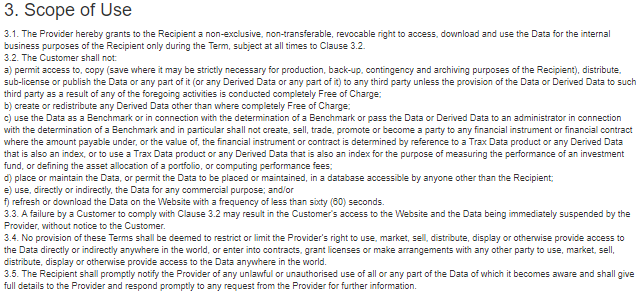 3. Scope of Use
3.1. The Provider hereby grants to the Recipient a non-exclusive, non-transferable, revocable right to access, download and use the Data for the internal
business purposes of the Recipient only during the Term, subject at all times to Clause 3.2.
3.2. The Customer shall not:
a) permit access to, copy (save where it may be strictly necessary for production, back-up, contingency and archiving purposes of the Recipient), distribute,
sub-license or publish the Data or any part of it (or any Derived Data or any part of it) to any third party unless the provision of the Data or Derived Data to such
third party as a result of any of the foregoing activities is conducted completely Free of Charge;
b) create or redistribute any Derived Data other than where completely Free of Charge;
c) use the Data as a Benchmark or in connection with the determination of a Benchmark or pass the Data or Derived Data to an administrator in connection
with the determination of a Benchmark and in particular shall not create, sell, trade, promote or become a party to any financial instrument or financial contract
where the amount payable under, or the value of, the financial instrument or contract is determined by reference to a Trax Data product or any Derived Data
that is also an index, or to use a Trax Data product or any Derived Data that is also an index for the purpose of measuring the performance of an investment
fund, or defining the asset allocation of a portfolio, or computing performance fees;
d) place or maintain the Data, or permit the Data to be placed or maintained, in a database accessible by anyone other than the Recipient;
e) use, directly or indirectly, the Data for any commercial purpose; and/or
f) refresh or download the Data on the Website with a frequency of less than sixty (60) seconds.
3.3. A failure by a Customer to comply with Clause 3.2 may result in the Customer's access to the Website and the Data being immediately suspended by the
Provider, without notice to the Customer.
3.4. No provision of these Terms shall be deemed to restrict or limit the Provider's right to use, market, sell, distribute, display or otherwise provide access to
the Data directly or indirectly anywhere in the world, or enter into contracts, grant licenses or make arrangements with any other party to use, market, sell,
distribute, display or otherwise provide access to the Data anywhere in the world.
3.5. The Recipient shall promptly notify the Provider of any unlawful or unauthorised use of all or any part of the Data of which it becomes aware and shall give
full details to the Provider and respond promptly to any request from the Provider for further information.